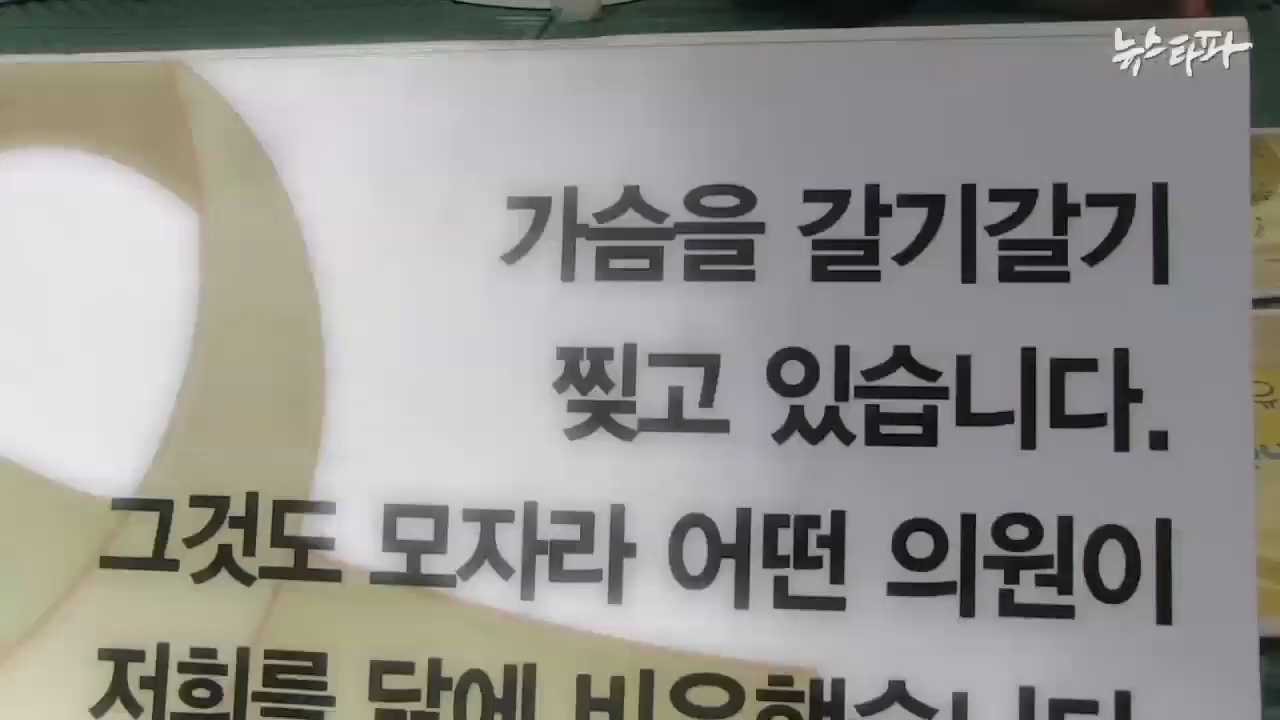 뉴스타파
가슴을 갈기갈기
찢고 있습니다.
그것도 모자라 어떤 의원이
저희를 닭에 비유했습니다.